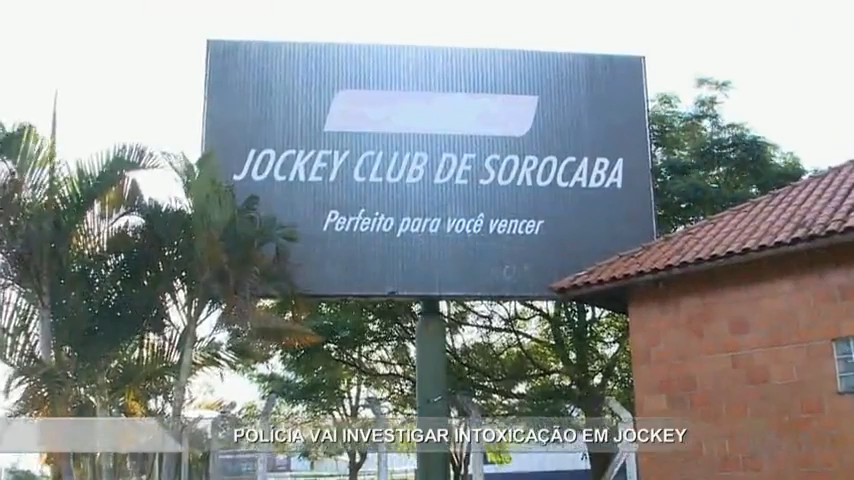 JOCKEY CLUB DE SOROCABA
Perfeito para você vencer
POLÍCIA VAI INVESTIGAR INTOXICAÇÃO EM JOCKEY